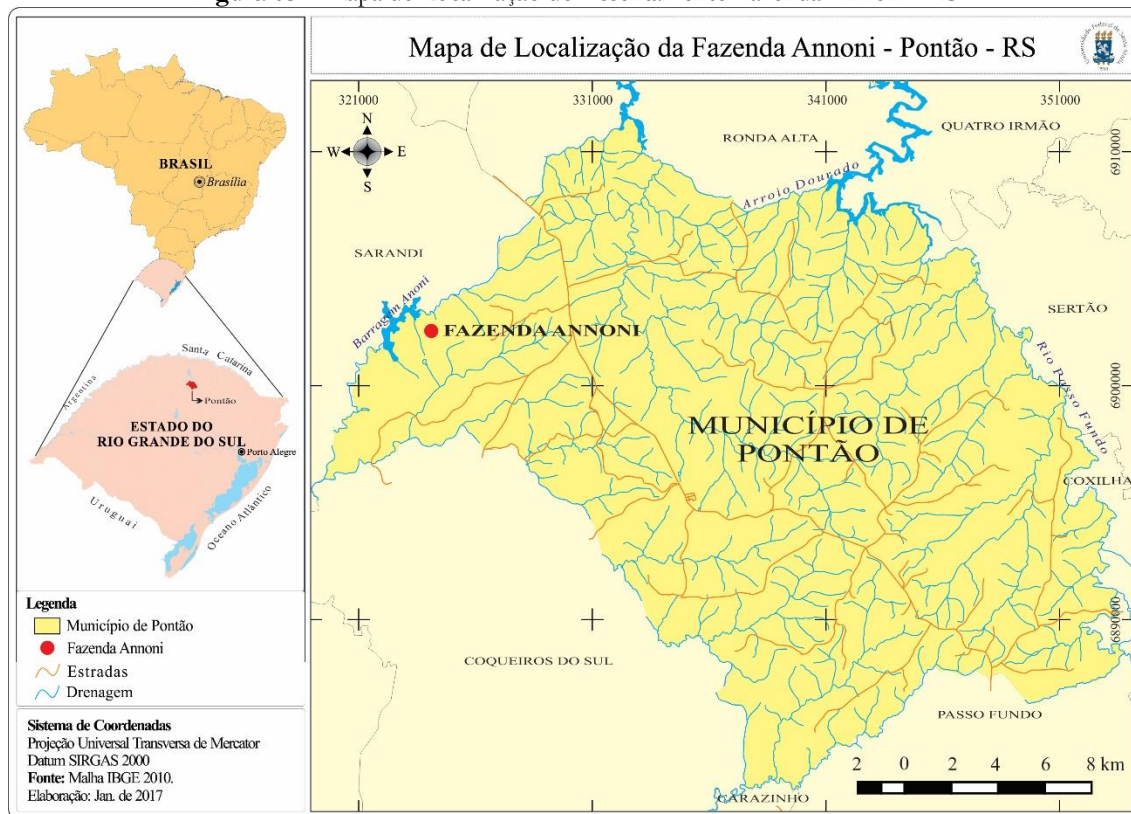 Mapa de Localização da Fazenda Annoni - Pontão - RS
BRASIL
Brasília
Argentina
Santa Catarina
Pontão
ESTADO DO
RIO GRANDE DO SUL
Porto Alegre
Uruguai
Oceano Atlântico
Legenda
Município de Pontão
Fazenda Annoni
Estradas
Drenagem
Sistema de Coordenadas
Projeção Universal Transversa de Mercator
Datum SIRGAS 2000
Fonte: Malha IBGE 2010.
Elaboração: Jan. de 2017
321000
331000
341000
351000
N
W
E
S
RONDA ALTA
QUATRO IRMÃO
6910000
Arroio Dourado
SARANDI
Barragem Anoni
FAZENDA ANNONI
SERTÃO
Rio Passo Fundo
6900000
MUNICÍPIO DE
PONTÃO
COXILHA
6890000
COQUEIROS DO SUL
PASSO FUNDO
2 0 2 4 6 8 km
CARAZINHO